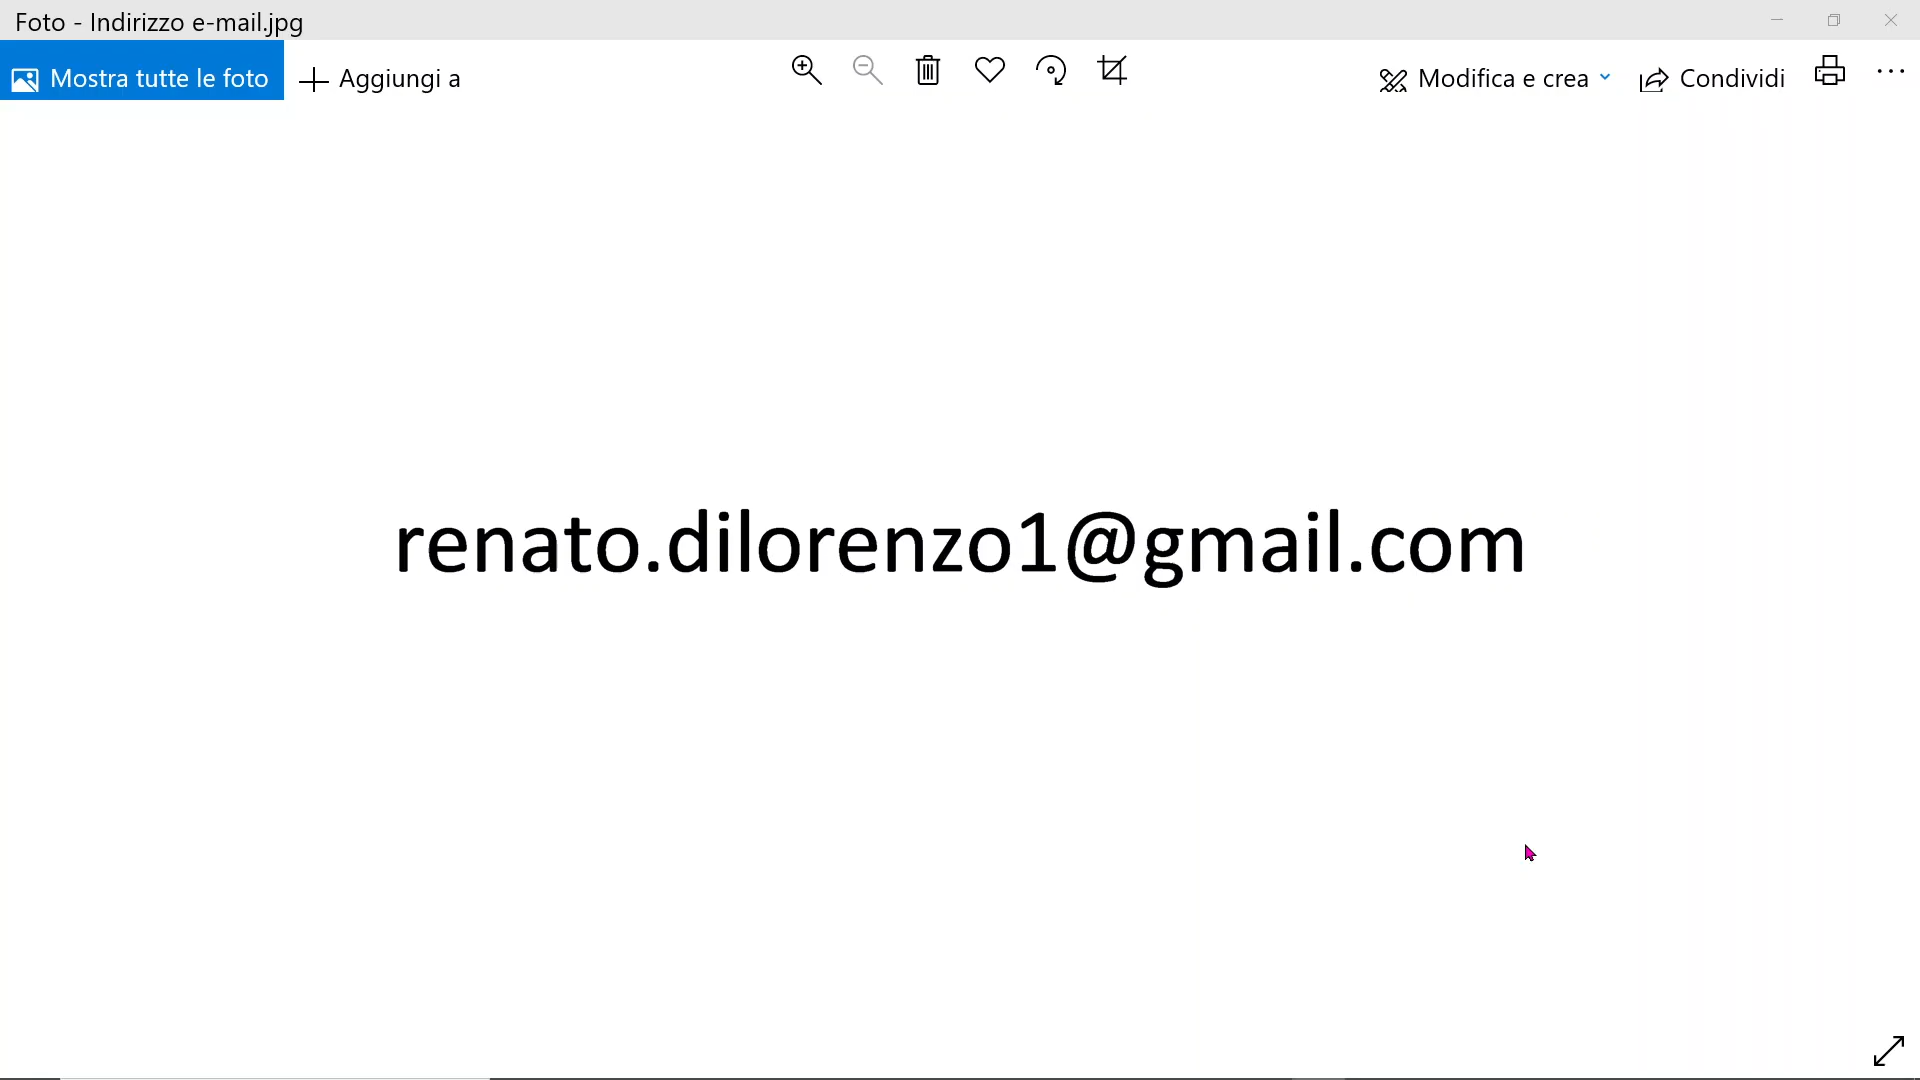 Foto - Indirizzo e-mail.jpg
Mostra tutte le foto
Aggiungi a
Modifica e crea
Condividi
renato.dilorenzo1@gmail.com